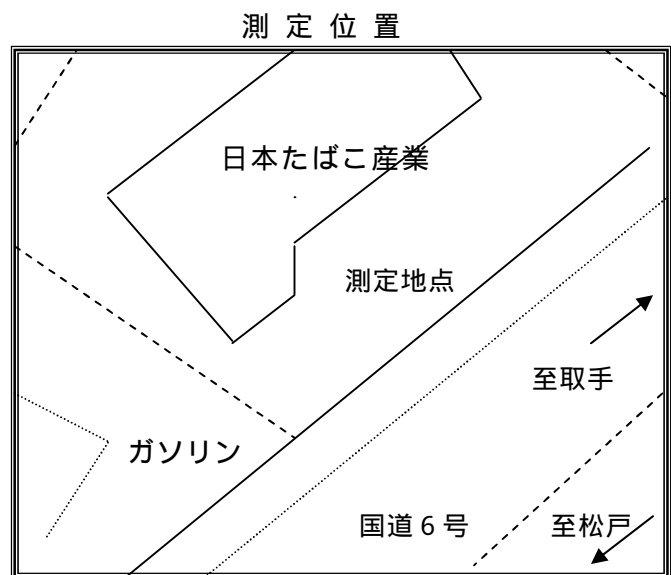 測定位置
日本たばこ産業
測定地点
至取手
ガソリン
国道６号
至松戸